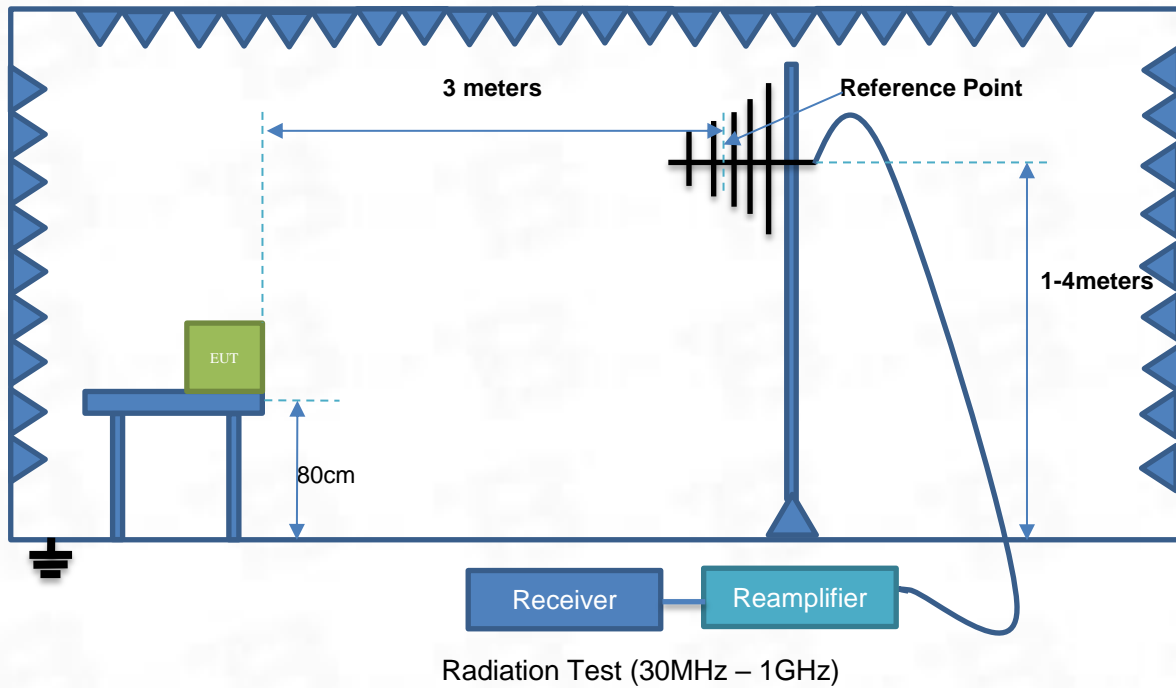 3 meters
Reference Point
1-4meters
EUT
80cm
Receiver
Reamplifier
Radiation Test (30MHz – 1GHz)